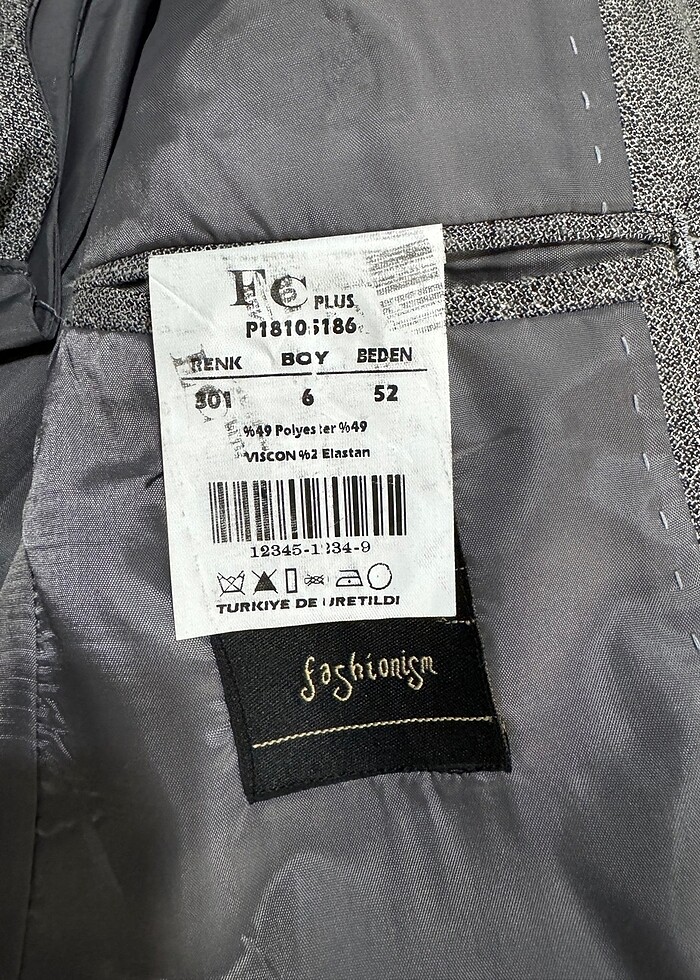 Fc PLUS
P18105186
RENK BOY BEDEN
301 6 52
%49 Polyester %49
VISCON %2 Elastan
12345-1234-9
TURKIYE DE URETILDI
fashionism